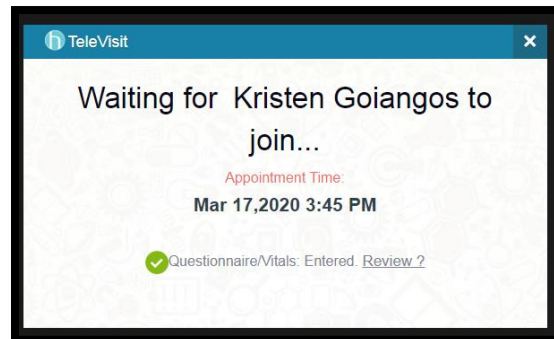 TeleVisit
Waiting for Kristen Goiangos to
join...
Appointment Time:
Mar 17,2020 3:45 PM
Questionnaire/Vitals: Entered. Review ?